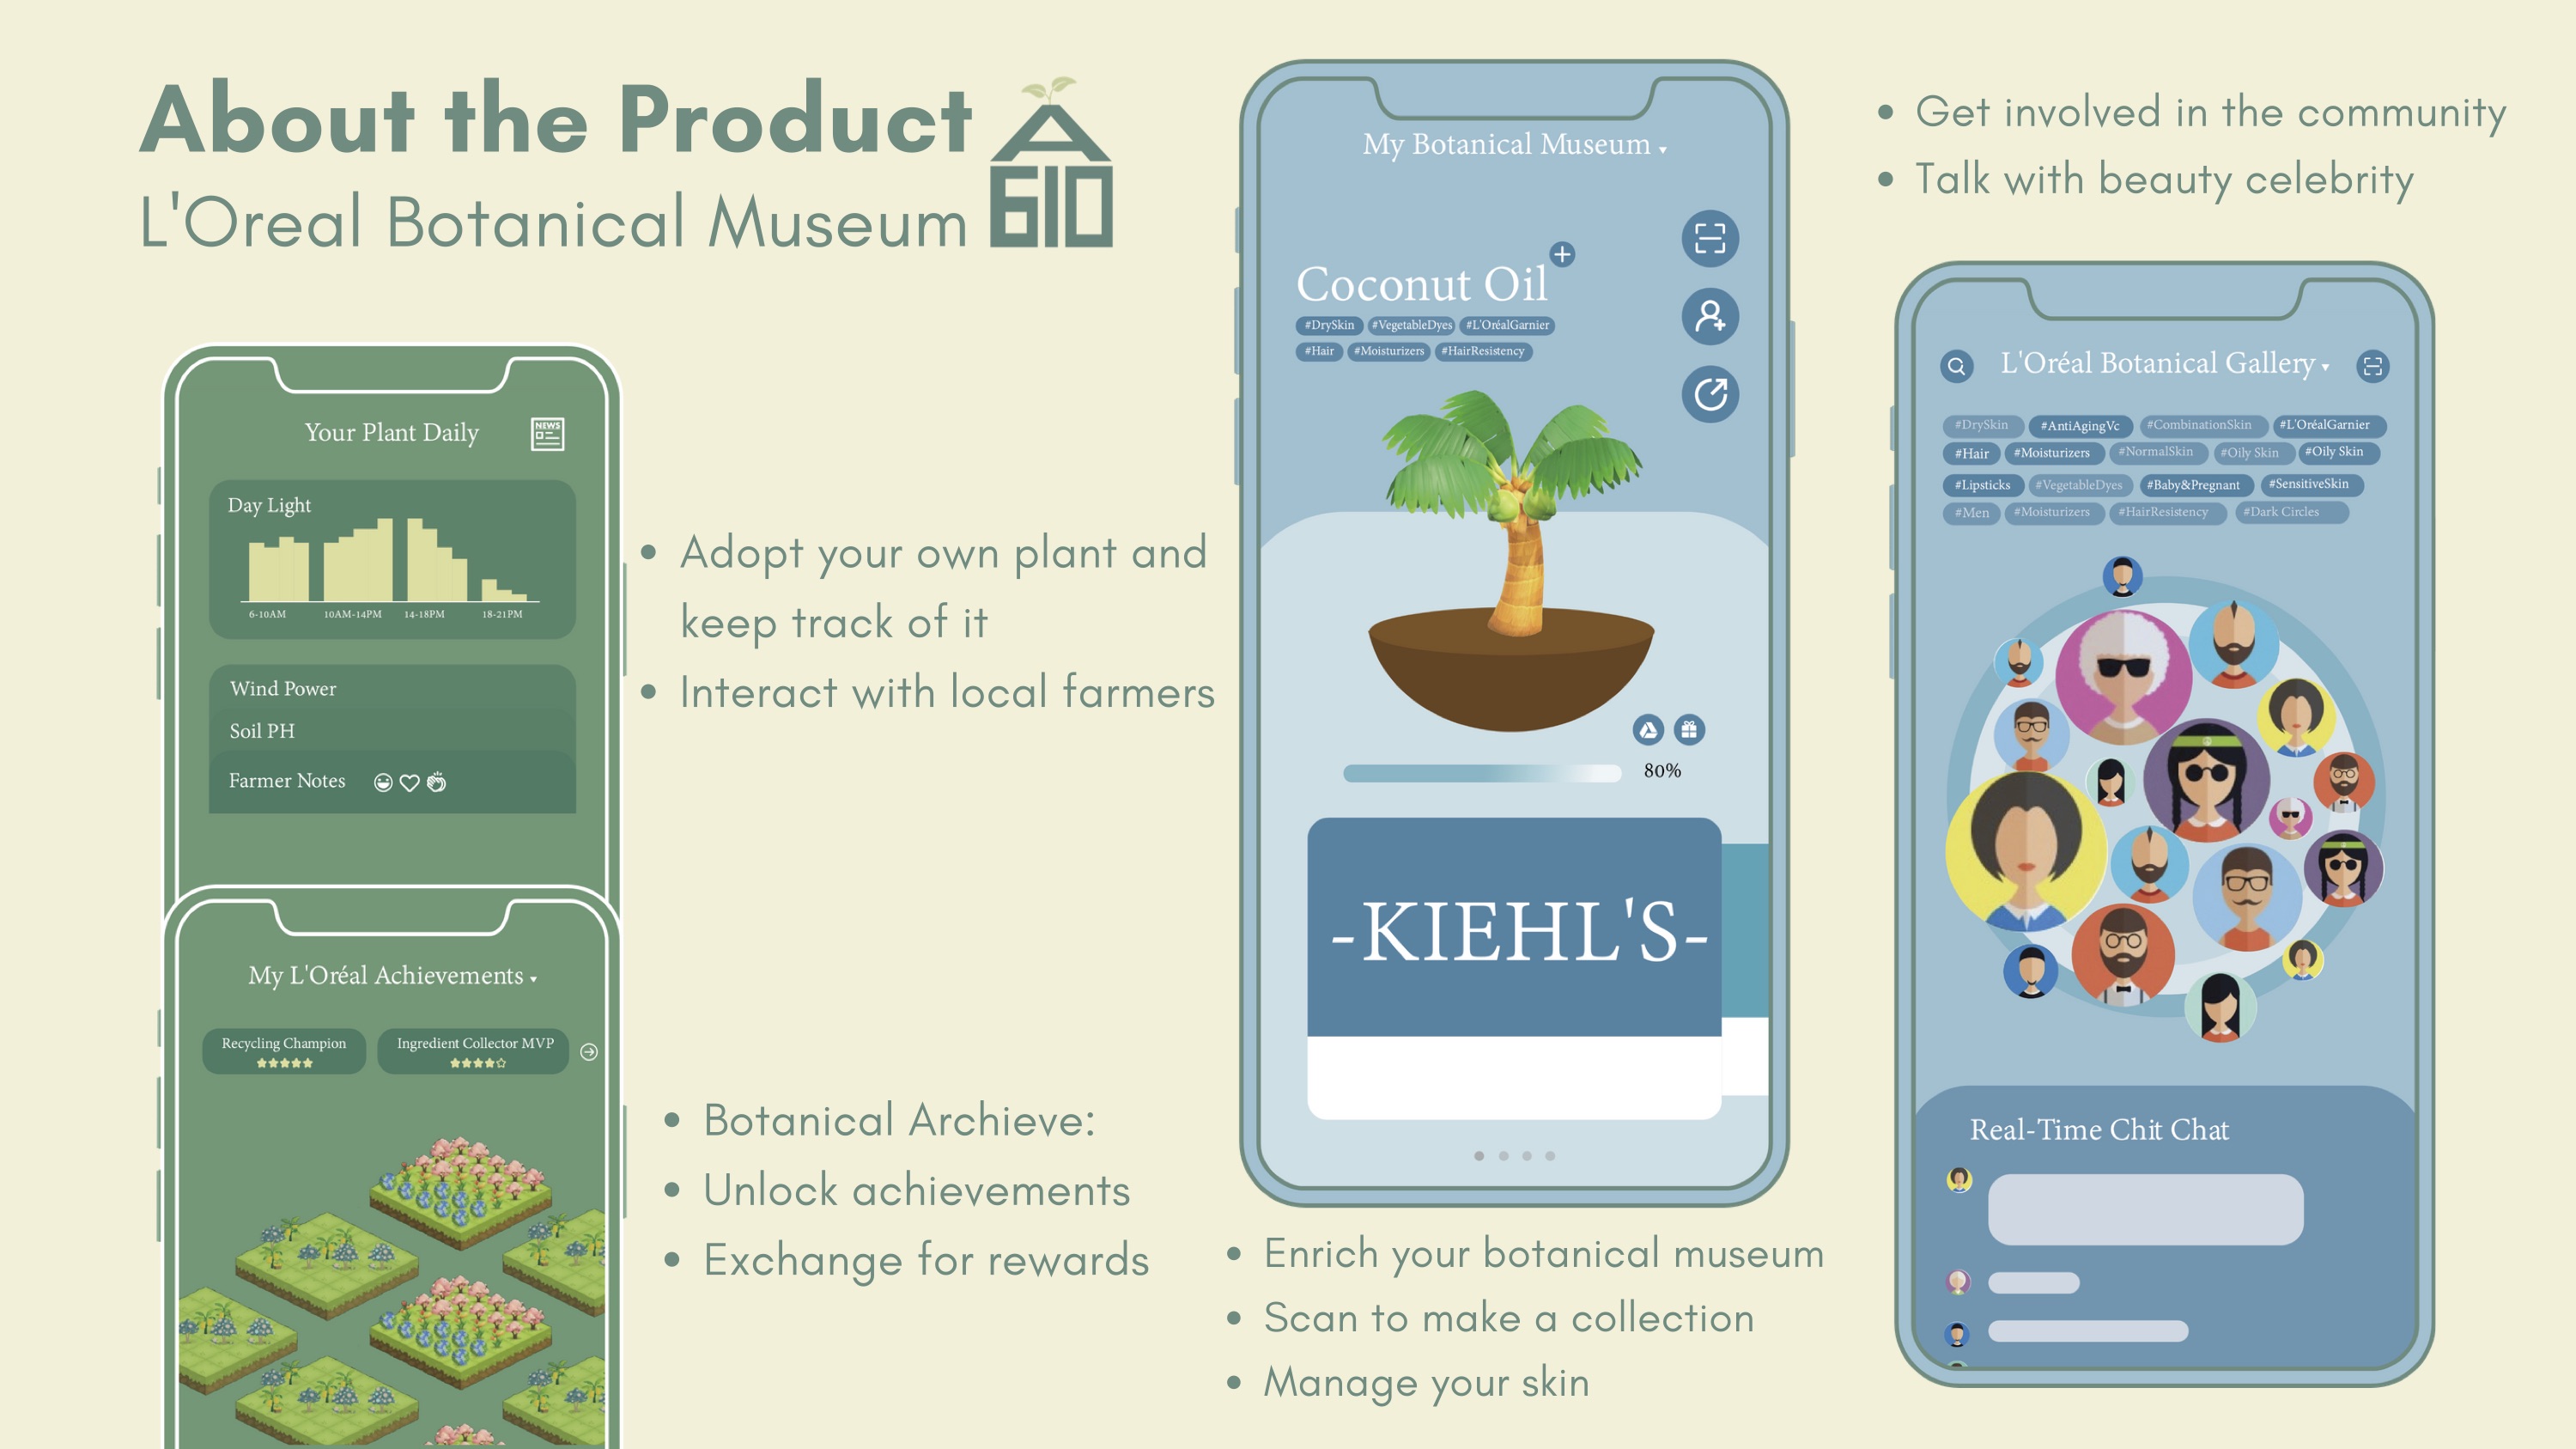 About the Product
L'Oreal Botanical Museum
A
610
Your Plant Daily
NEWS
Day Light
6-10AM 10AM-14PM 14-18PM 18-21PM
Wind Power
Soil PH
Farmer Notes
• Adopt your own plant and
keep track of it
• Interact with local farmers
My L'Oréal Achievements
Recycling Champion
Ingredient Collector MVP
• Botanical Archieve:
• Unlock achievements
• Exchange for rewards
My Botanical Museum
Coconut Oil
#DrySkin #VegetableDyes #L'OréalGarnier
#Hair #Moisturizers #HairResistency
80%
-KIEHL'S-
• Enrich your botanical museum
• Scan to make a collection
• Manage your skin
• Get involved in the community
• Talk with beauty celebrity
L'Oréal Botanical Gallery
#DrySkin #AntiAgingVc #CombinationSkin #L'OréalGarnier
#Hair #Moisturizers #NormalSkin #Oily Skin #Oily Skin
#Lipsticks #VegetableDyes #Baby&Pregnant #SensitiveSkin
#Men #Moisturizers #HairResistency #Dark Circles
Real-Time Chit Chat